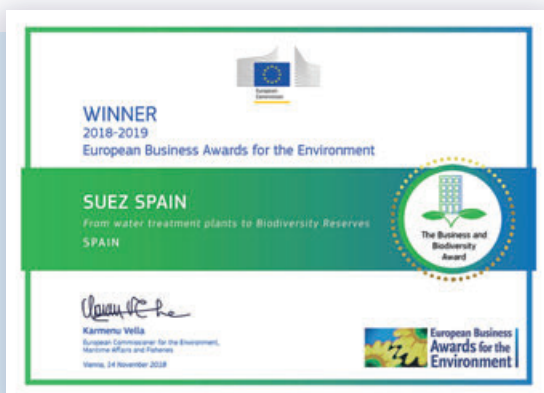 European
Commission
WINNER
2018-2019
European Business Awards for the Environment
SUEZ SPAIN
From water treatment plants to Biodiversity Reserves
SPAIN
The Business and
Biodiversity
Award
Karmenu Vella
European Commissioner for the Environment,
Maritime Affairs and Fisheries
Vienna, 14 November 2018
European Business
Awards for the
Environment